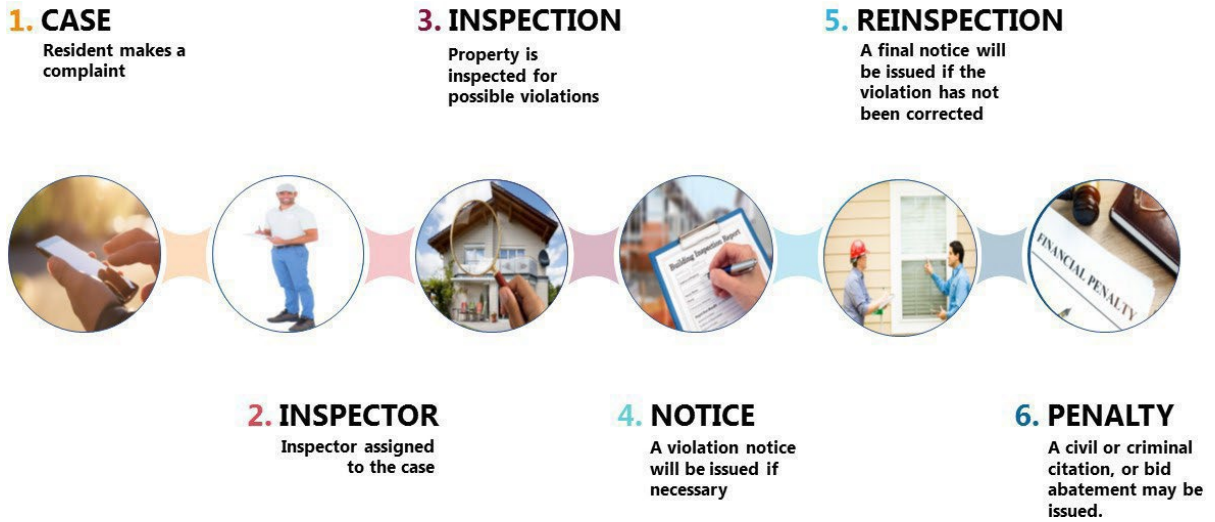 1. CASE
Resident makes a
complaint
2. INSPECTOR
Inspector assigned
to the case
3. INSPECTION
Property is
inspected for
possible violations
Building Inspection Report
4. NOTICE
A violation notice
will be issued if
necessary
5. REINSPECTION
A final notice will
be issued if the
violation has not
been corrected
FINANCIAL PENALTY
6. PENALTY
A civil or criminal
citation, or bid
abatement may be
issued.